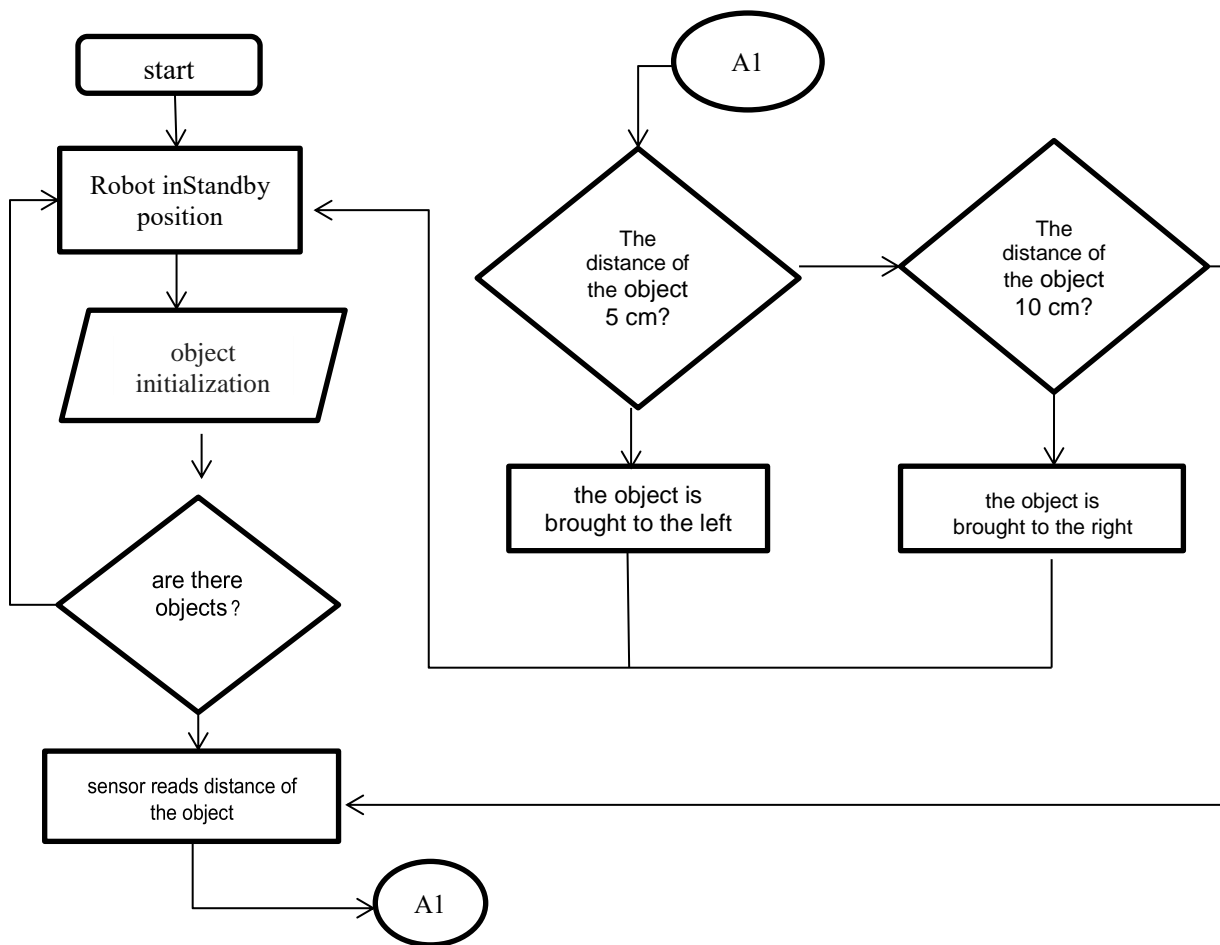 start
Robot inStandby
position
object
initialization
are there
objects?
sensor reads distance of
the object
A1
A1
The
distance of
the object
5 cm?
the object is
brought to the left
The
distance of
the object
10 cm?
the object is
brought to the right